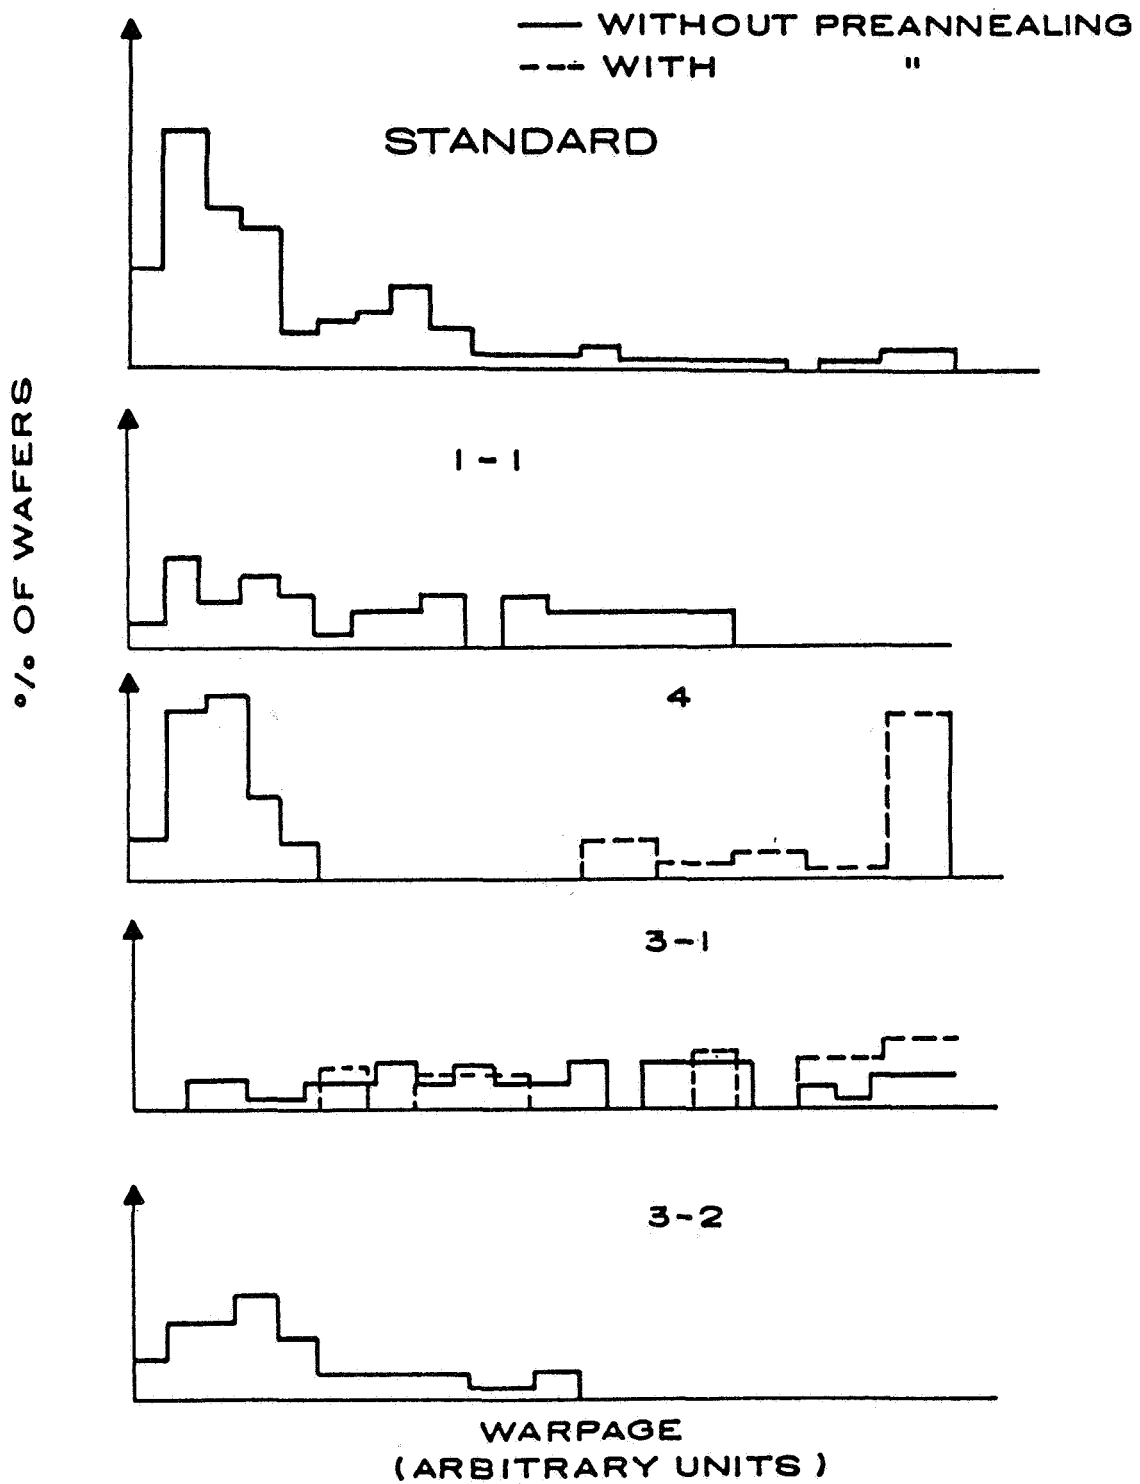 WITHOUT PREANNEALING
WITH "
STANDARD
% OF WAFERS
1-1
4
3-1
3-2
WARPAGE
(ARBITRARY UNITS)